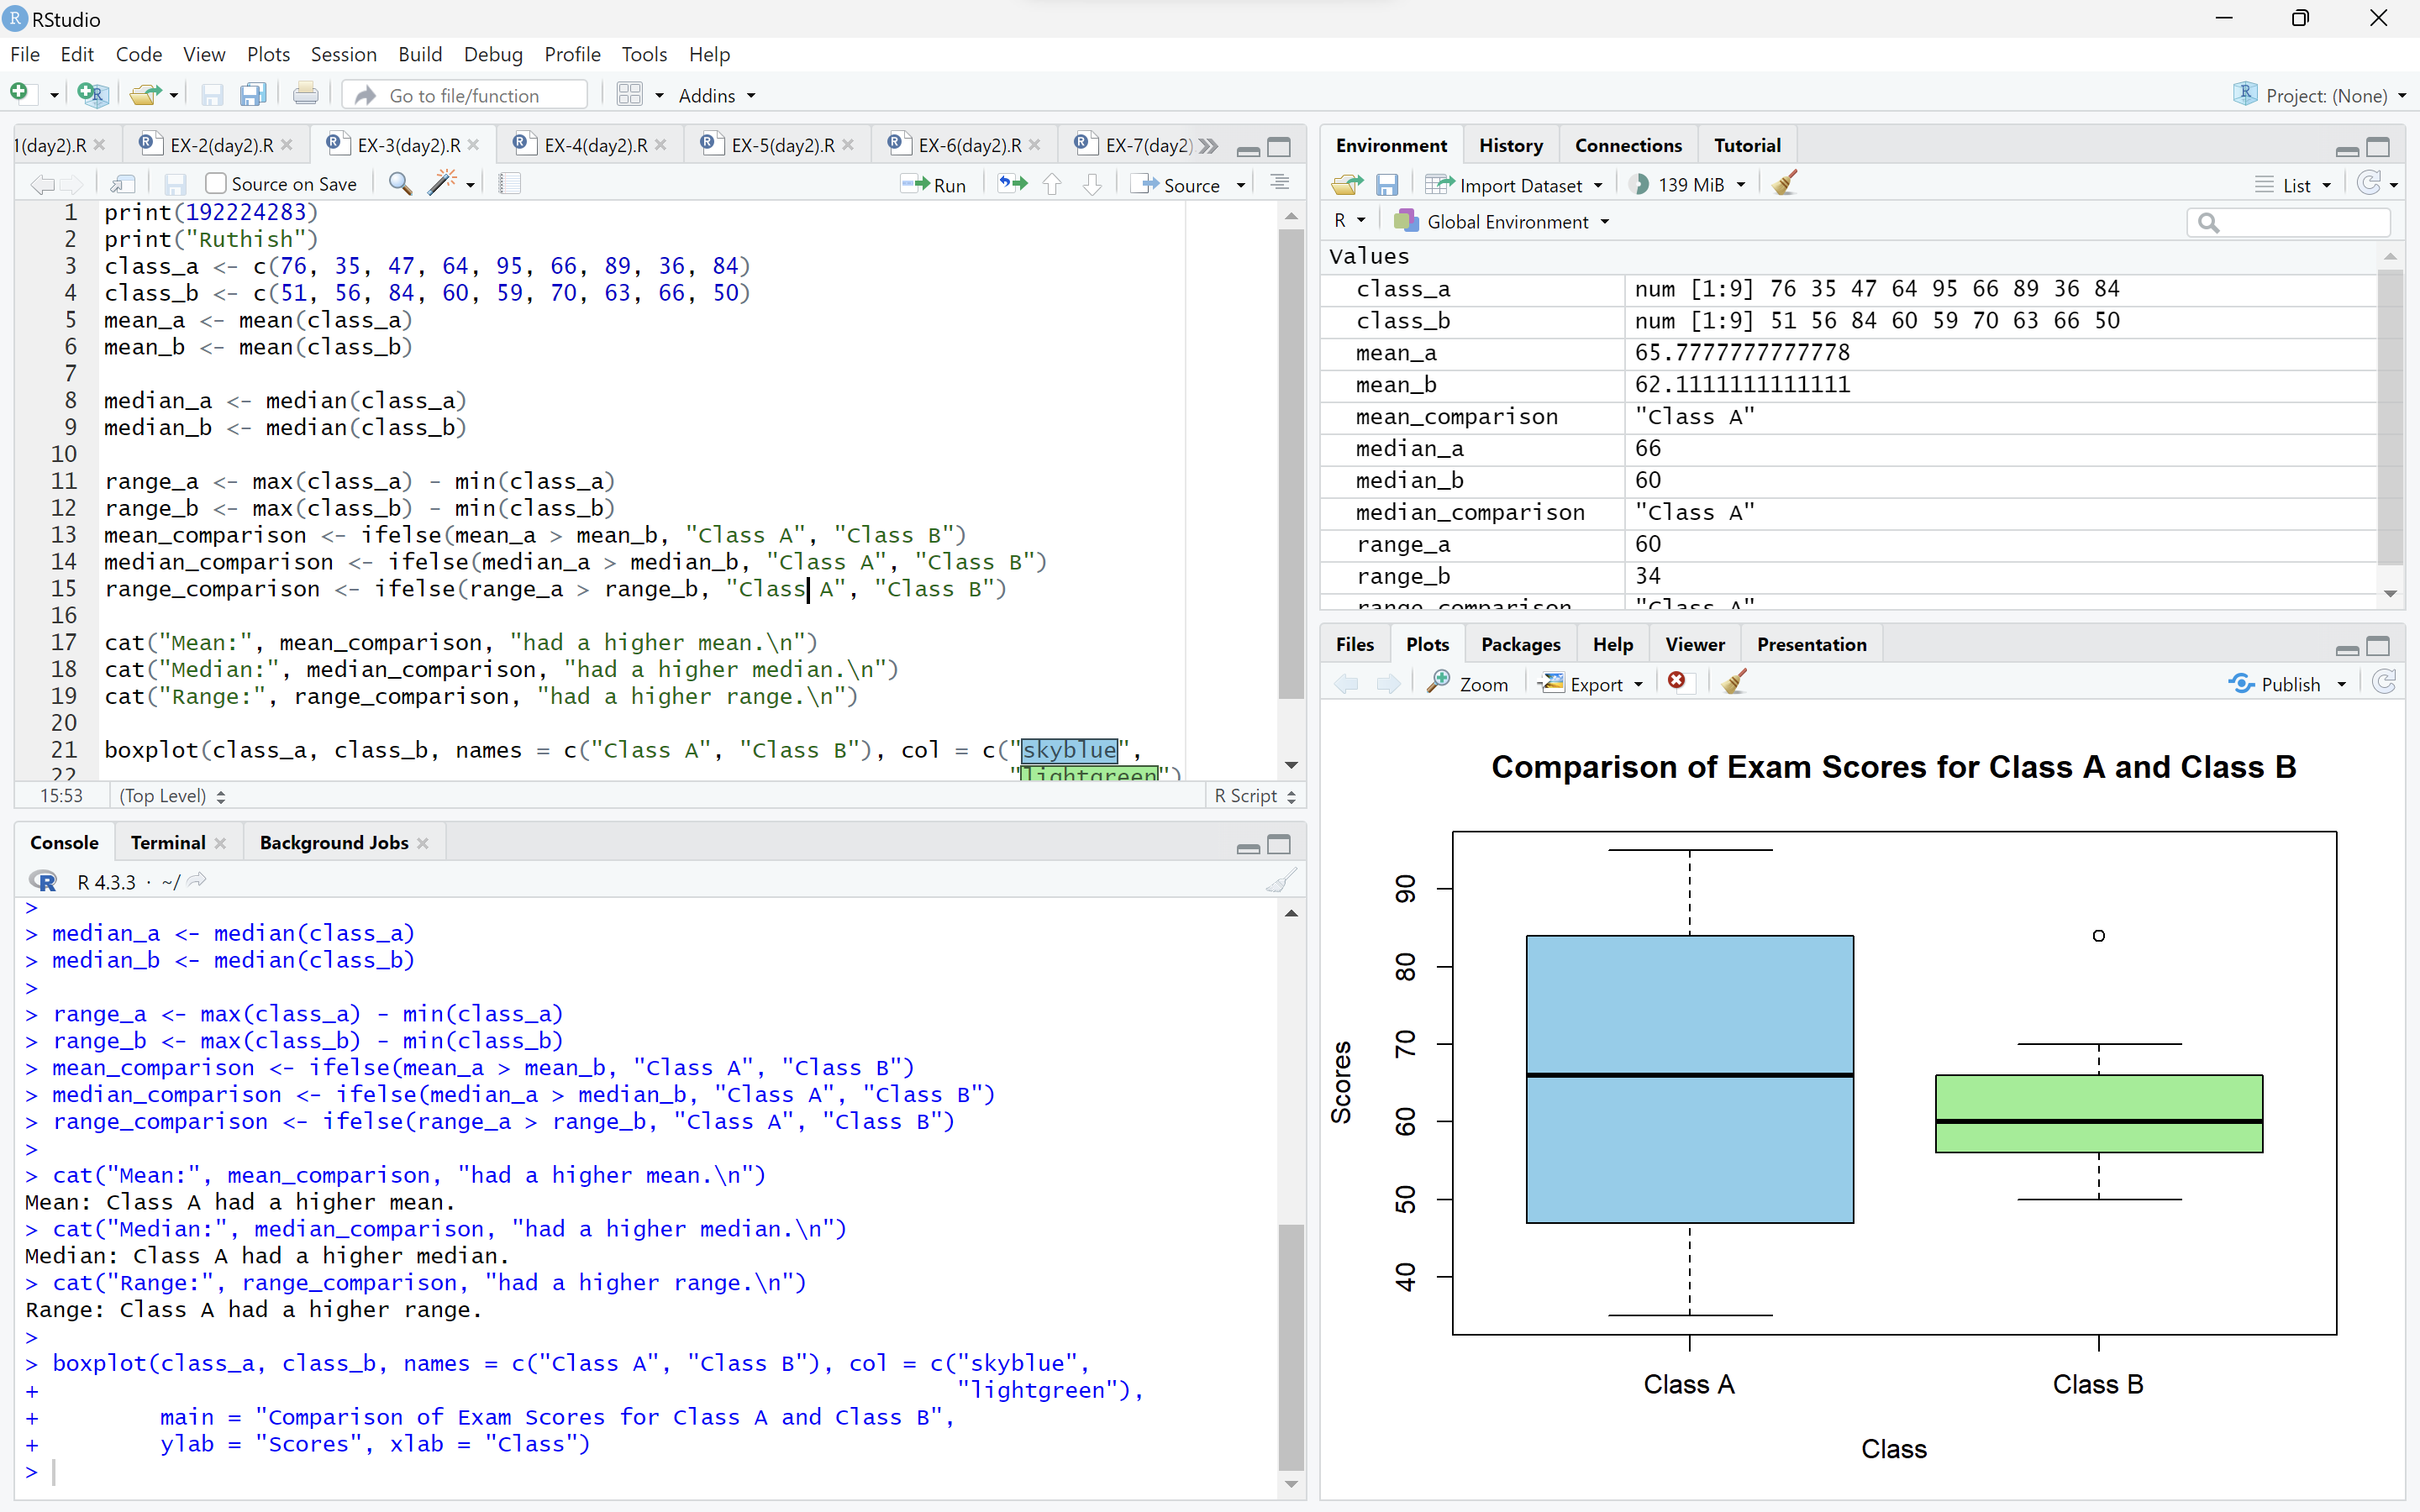 RStudio
File Edit Code View Plots Session Build Debug Profile Tools Help
Go to file/function Addins Project: (None)
1(day2).R EX-2(day2).R EX-3(day2).R EX-4(day2).R EX-5(day2).R EX-6(day2).R EX-7(day2)
Source on Save Run Source
1 print(192224283)
2 print("Ruthish")
3 class_a <- c(76, 35, 47, 64, 95, 66, 89, 36, 84)
4 class_b <- c(51, 56, 84, 60, 59, 70, 63, 66, 50)
5 mean_a <- mean(class_a)
6 mean_b <- mean(class_b)
7
8 median_a <- median(class_a)
9 median_b <- median(class_b)
10
11 range_a <- max(class_a) - min(class_a)
12 range_b <- max(class_b) - min(class_b)
13 mean_comparison <- ifelse(mean_a > mean_b, "Class A", "Class B")
14 median_comparison <- ifelse(median_a > median_b, "Class A", "Class B")
15 range_comparison <- ifelse(range_a > range_b, "Class A", "Class B")
16
17 cat("Mean:", mean_comparison, "had a higher mean.\n")
18 cat("Median:", median_comparison, "had a higher median.\n")
19 cat("Range:", range_comparison, "had a higher range.\n")
20
21 boxplot(class_a, class_b, names = c("Class A", "Class B"), col = c("skyblue",
22 "lightgreen")
15:53 (Top Level) R Script
Console Terminal Background Jobs
R 4.3.3 · ~/
>
> median_a <- median(class_a)
> median_b <- median(class_b)
>
> range_a <- max(class_a) - min(class_a)
> range_b <- max(class_b) - min(class_b)
> mean_comparison <- ifelse(mean_a > mean_b, "Class A", "Class B")
> median_comparison <- ifelse(median_a > median_b, "Class A", "Class B")
> range_comparison <- ifelse(range_a > range_b, "Class A", "Class B")
>
> cat("Mean:", mean_comparison, "had a higher mean.\n")
Mean: Class A had a higher mean.
> cat("Median:", median_comparison, "had a higher median.\n")
Median: Class A had a higher median.
> cat("Range:", range_comparison, "had a higher range.\n")
Range: Class A had a higher range.
>
> boxplot(class_a, class_b, names = c("Class A", "Class B"), col = c("skyblue",
+ "lightgreen"),
+ main = "Comparison of Exam Scores for Class A and Class B",
+ ylab = "Scores", xlab = "Class")
>
Environment History Connections Tutorial
Import Dataset 139 MiB List
R Global Environment
Values
class_a num [1:9] 76 35 47 64 95 66 89 36 84
class_b num [1:9] 51 56 84 60 59 70 63 66 50
mean_a 65.7777777777778
mean_b 62.1111111111111
mean_comparison "Class A"
median_a 66
median_b 60
median_comparison "Class A"
range_a 60
range_b 34
range_comparison "Class A"
Files Plots Packages Help Viewer Presentation
Zoom Export Publish
Comparison of Exam Scores for Class A and Class B
Scores
90
80
70
60
50
40
Class A Class B
Class